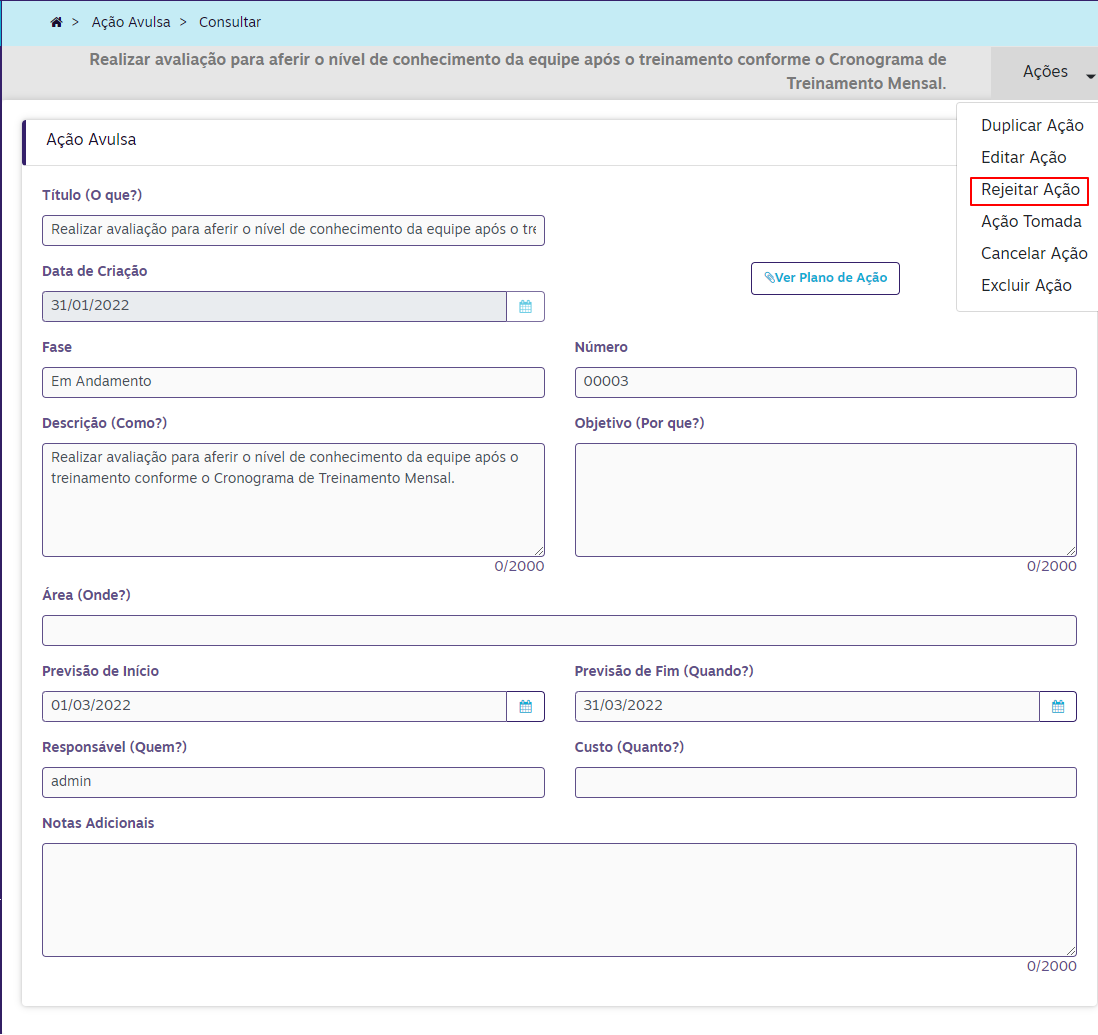 > Ação Avulsa > Consultar
Realizar avaliação para aferir o nível de conhecimento da equipe após o treinamento conforme o Cronograma de
Treinamento Mensal.
Ações
Duplicar Ação
Editar Ação
Rejeitar Ação
Ação Tomada
Cancelar Ação
Excluir Ação
Ação Avulsa
Título (O que?)
Realizar avaliação para aferir o nível de conhecimento da equipe após o tre
Data de Criação
31/01/2022
Ver Plano de Ação
Fase
Em Andamento
Número
00003
Descrição (Como?)
Realizar avaliação para aferir o nível de conhecimento da equipe após o
treinamento conforme o Cronograma de Treinamento Mensal.
0/2000
Objetivo (Por que?)
0/2000
Área (Onde?)
Previsão de Início
01/03/2022
Previsão de Fim (Quando?)
31/03/2022
Responsável (Quem?)
admin
Custo (Quanto?)
Notas Adicionais
0/2000